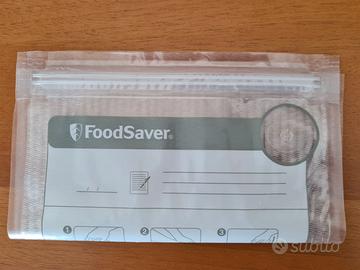 FoodSaver®
/ /
1 2 3
subito